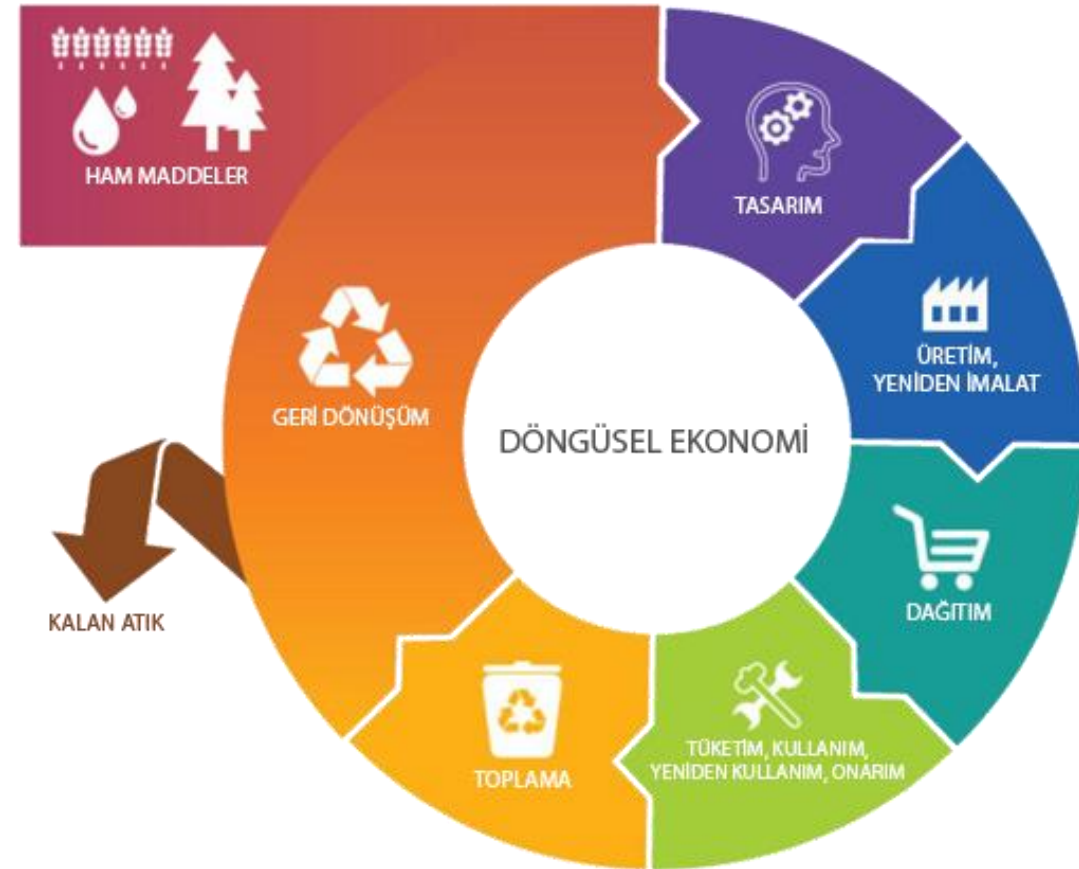 HAM MADDELER
TASARIM
ÜRETİM,
YENİDEN İMALAT
GERİ DÖNÜŞÜM
DÖNGÜSEL EKONOMİ
DAĞITIM
KALAN ATIK
TÜKETİM, KULLANIM,
YENİDEN KULLANIM, ONARIM
TOPLAMA